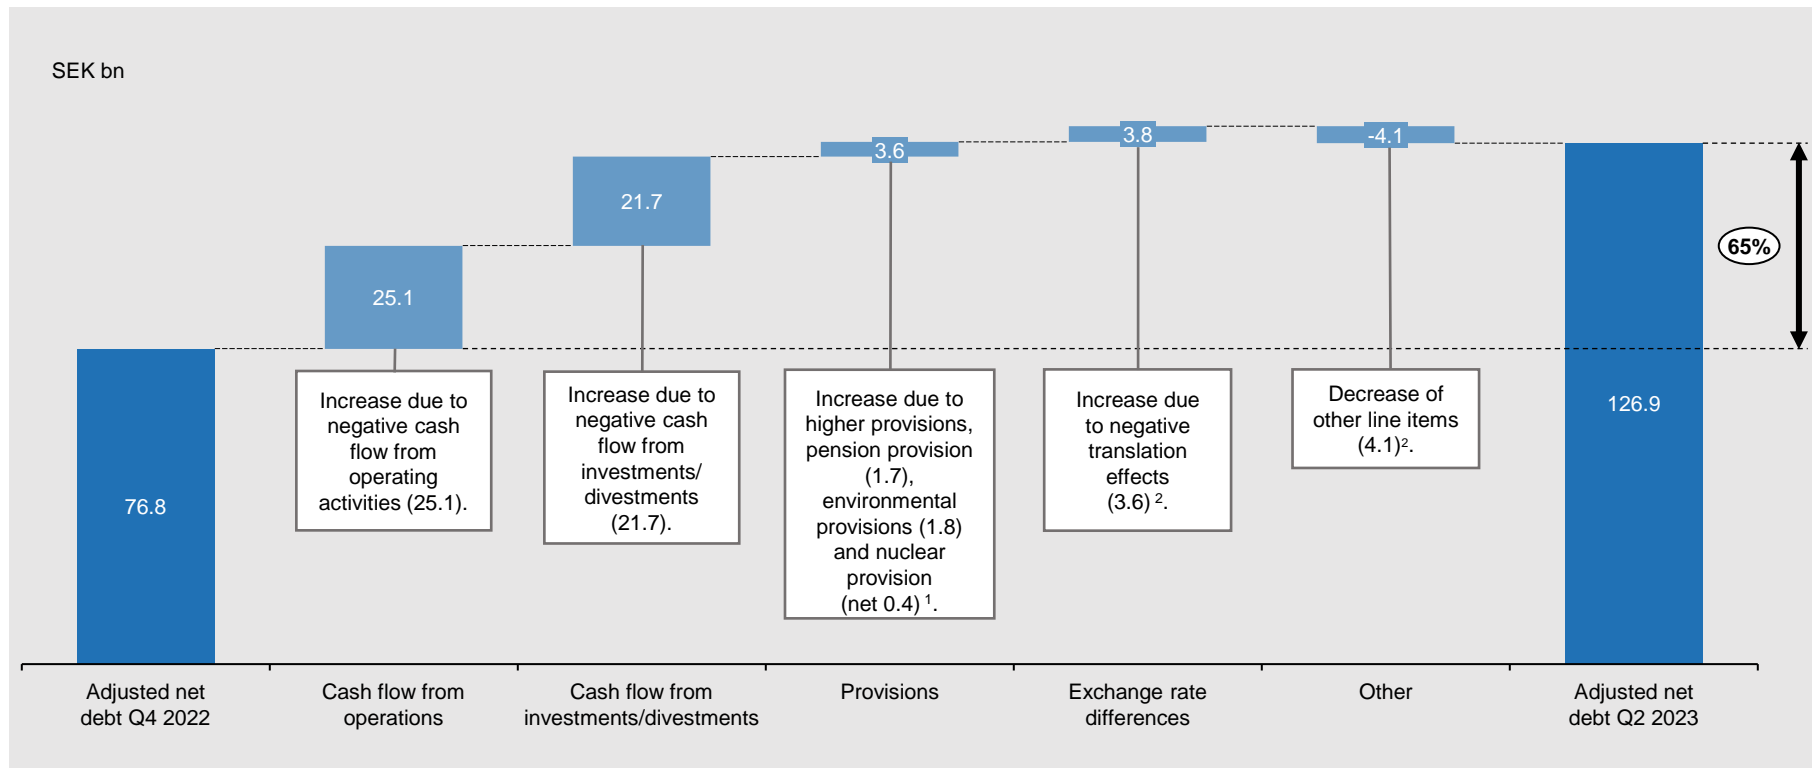 SEK bn
76.8
25.1
21.7
3.6
3.8
-4.1
126.9
65%
Increase due to
negative cash
flow from
operating
activities (25.1).
Increase due to
negative cash
flow from
investments/
divestments
(21.7).
Increase due to
higher provisions,
pension provision
(1.7),
environmental
provisions (1.8)
and nuclear
provision
(net 0.4) ¹.
Increase due
to negative
translation
effects
(3.6) ².
Decrease of
other line items
(4.1)².
Adjusted net
debt Q4 2022
Cash flow from
operations
Cash flow from
investments/divestments
Provisions
Exchange rate
differences
Other
Adjusted net
debt Q2 2023